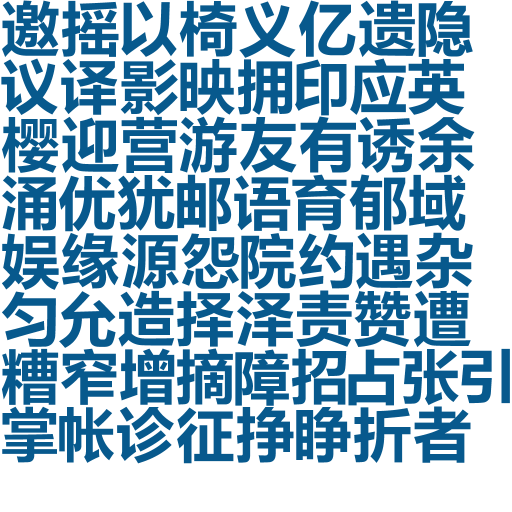 邀摇以椅义亿遗隐
议译影映拥印应英
樱迎营游友有诱余
涌优犹邮语育郁域
娱缘源怨院约遇杂
匀允造择泽责赞遭
糟窄增摘障招占张引
掌帐诊征挣睁折者